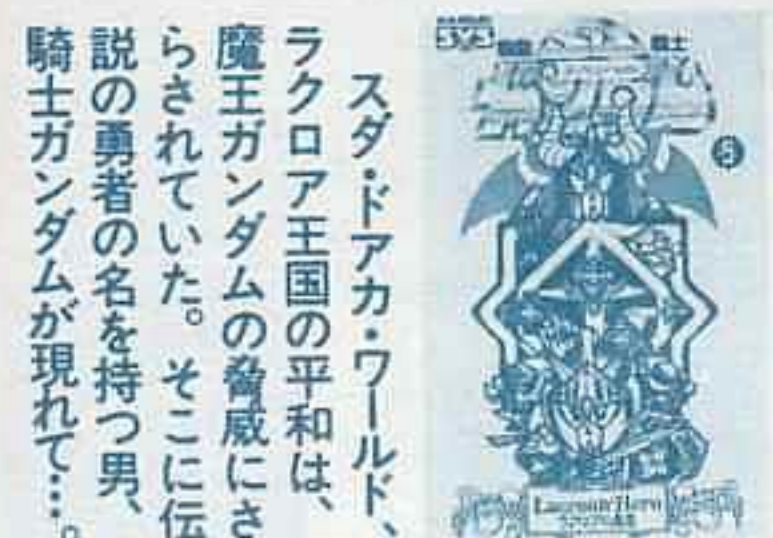 スダ・ドアカ・ワールド、
ラクロア王国の平和は、
魔王ガンダムの脅威にさ
らされていた。そこに伝
説の勇者の名を持つ男、
騎士ガンダムが現れて…。
Lacroan Hero